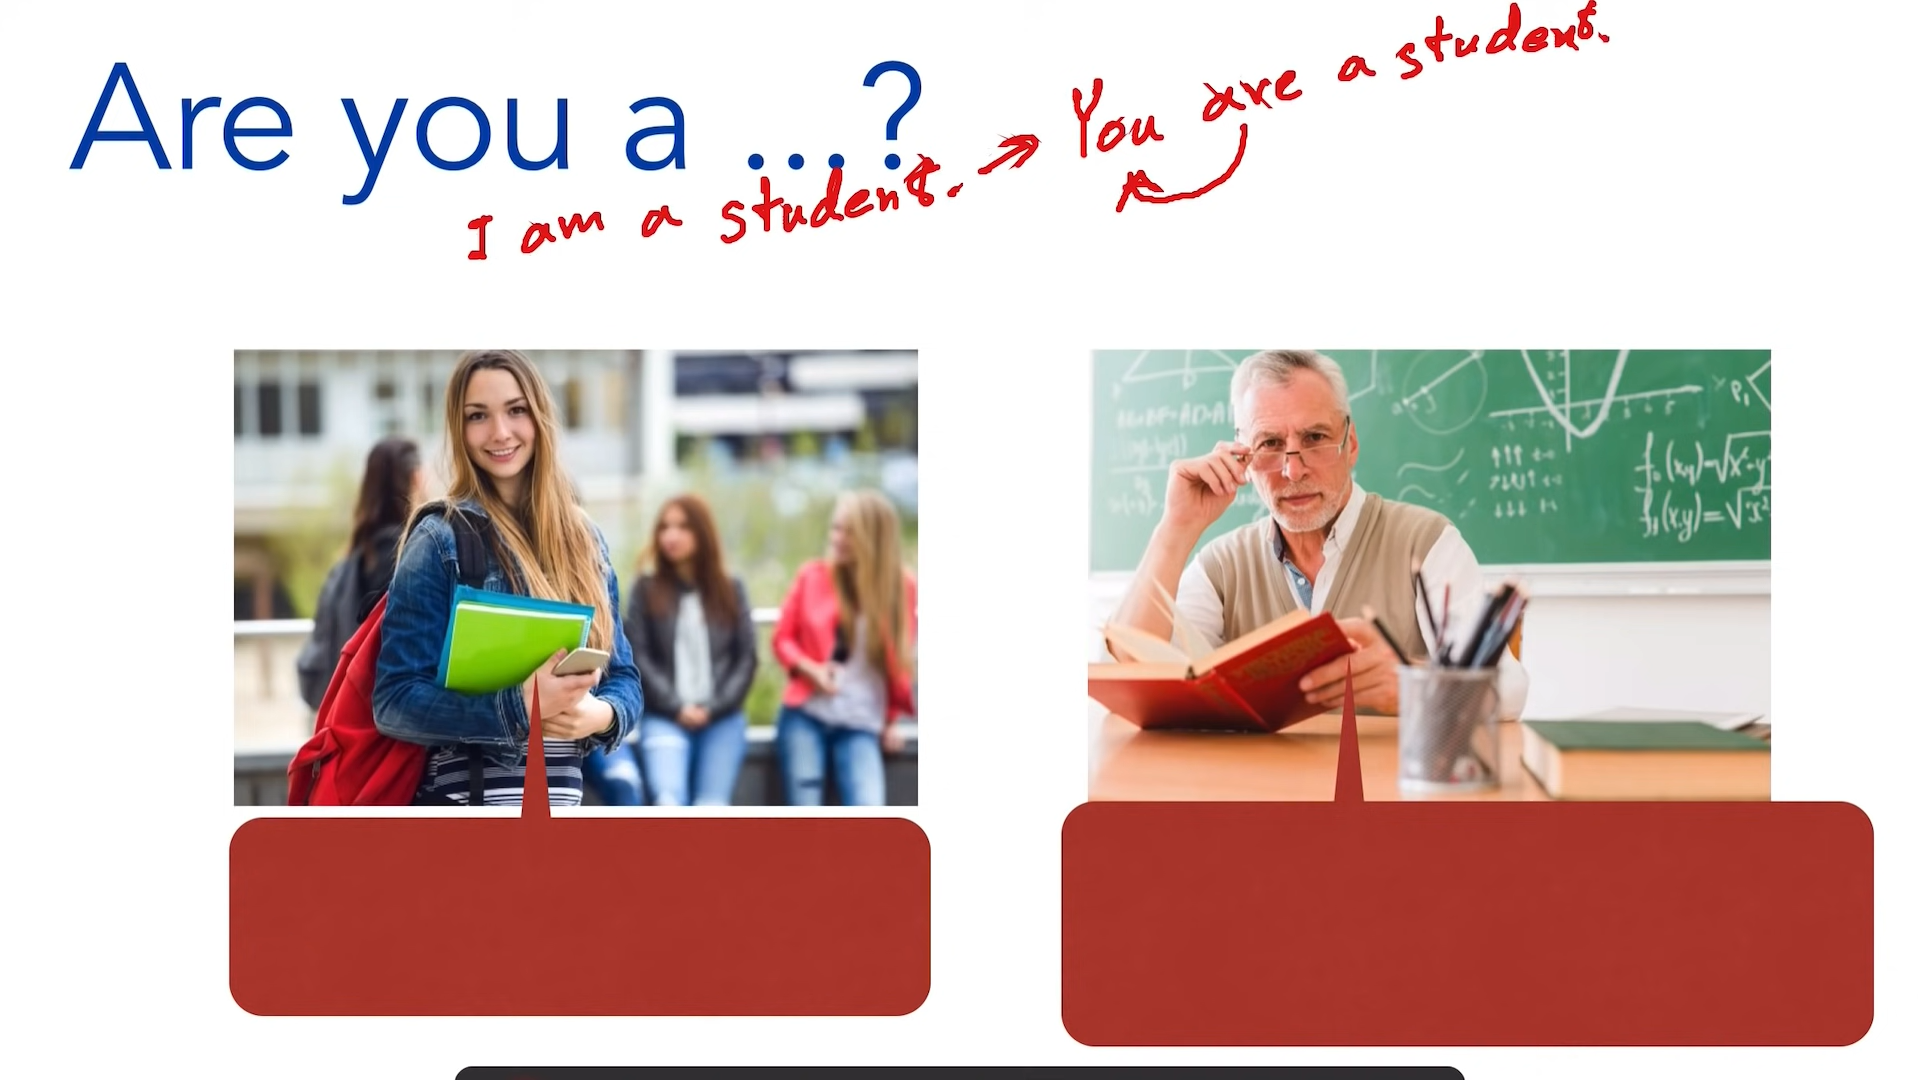 Are you a ...?
I am a student. → You are a student.